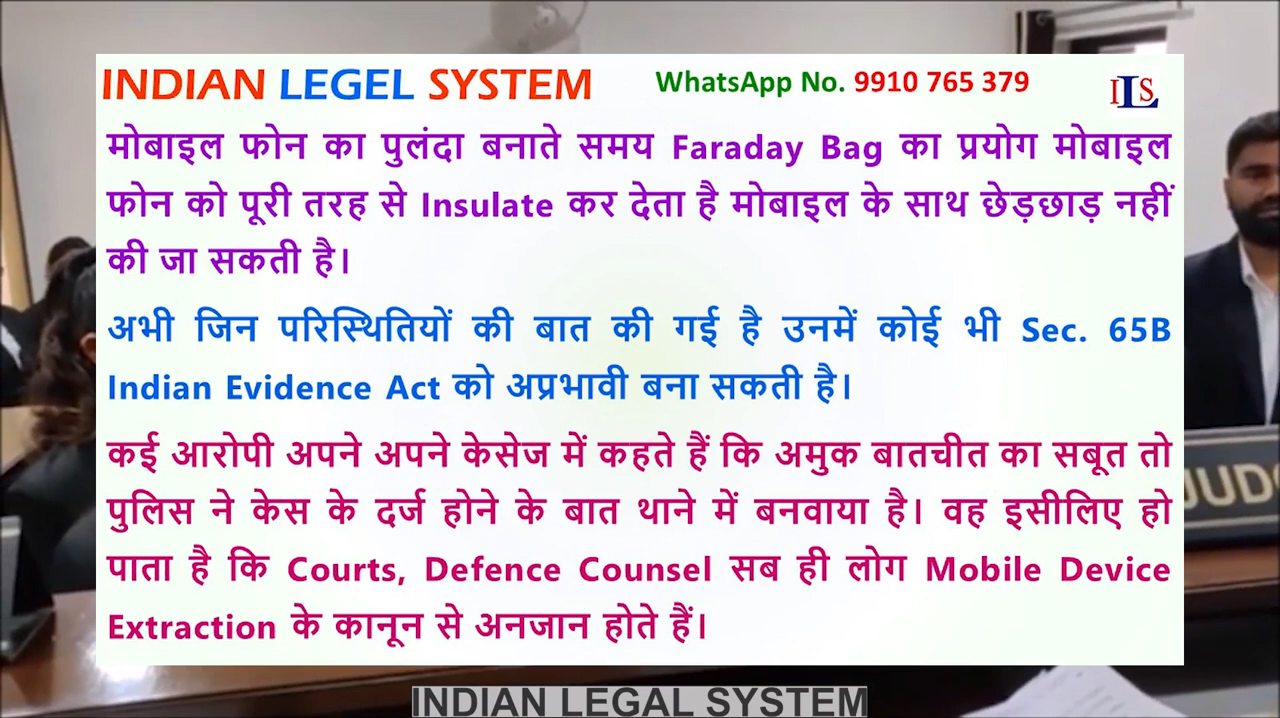 INDIAN LEGEL SYSTEM WhatsApp No. 9910 765 379 ILS
मोबाइल फोन का पुलंदा बनाते समय Faraday Bag का प्रयोग मोबाइल
फोन को पूरी तरह से Insulate कर देता है मोबाइल के साथ छेड़छाड़ नहीं
की जा सकती है।
अभी जिन परिस्थितियों की बात की गई है उनमें कोई भी Sec. 65B
Indian Evidence Act को अप्रभावी बना सकती है।
कई आरोपी अपने अपने केसेज में कहते हैं कि अमुक बातचीत का सबूत तो
पुलिस ने केस के दर्ज होने के बात थाने में बनवाया है। वह इसीलिए हो
पाता है कि Courts, Defence Counsel सब ही लोग Mobile Device
Extraction के कानून से अनजान होते हैं।
JUDG
INDIAN LEGAL SYSTEM